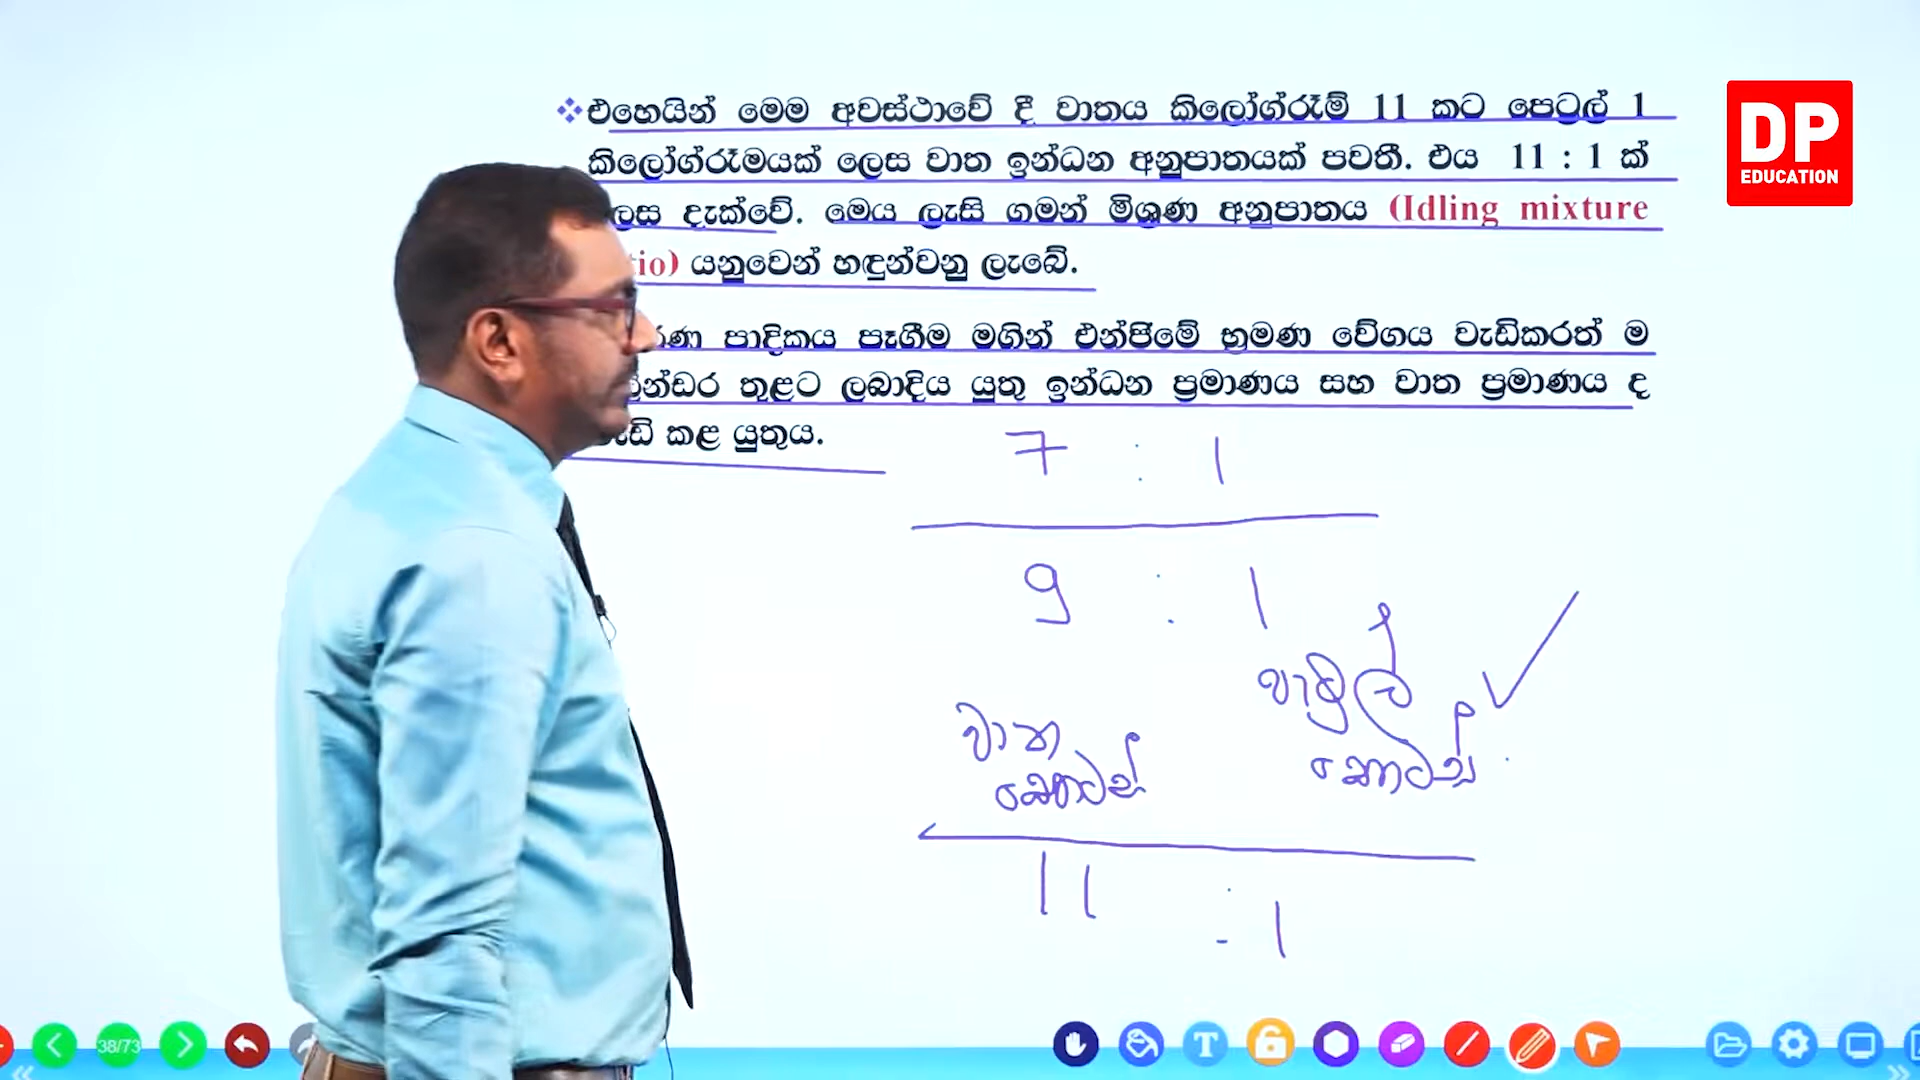 ❖එහෙයින් මෙම අවස්ථාවේ දී වාතය කිලෝග්රෑම් 11 කට පෙට්‍රල් 1
කිලෝග්රෑමයක් ලෙස වාත ඉන්ධන අනුපාතයක් පවතී. එය 11 : 1 ක්
ලෙස දැක්වේ. මෙය ලැසි ගමන් මිශ්‍රණ අනුපාතය (Idling mixture
tio) යනුවෙන් හඳුන්වනු ලැබේ.
රණ පාදිකය පෑගීම මගින් එන්ජිමේ භ්‍රමණ වේගය වැඩිකරත් ම
න්ඩර තුළට ලබාදිය යුතු ඉන්ධන ප්‍රමාණය සහ වාත ප්‍රමාණය ද
ඩි කළ යුතුය.
7 : 1
9 : 1
වාත
කොටස්
කොටස්
11 : 1
DP
EDUCATION
38/73
T